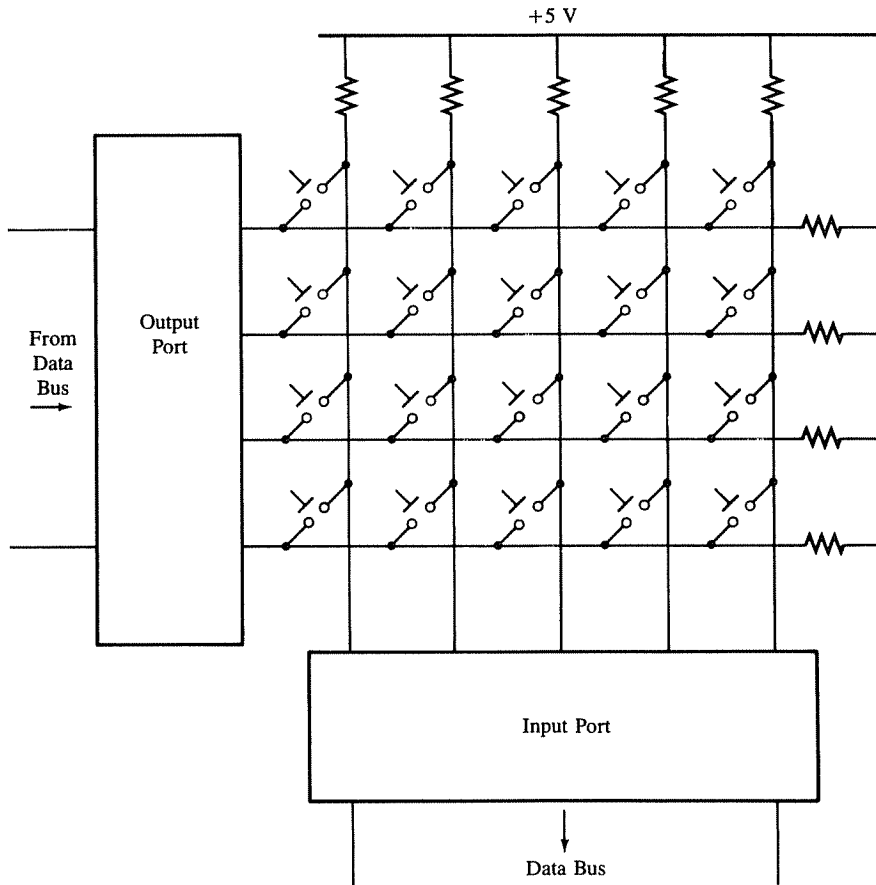 +5 V
Output
Port
From
Data
Bus
Input Port
Data Bus